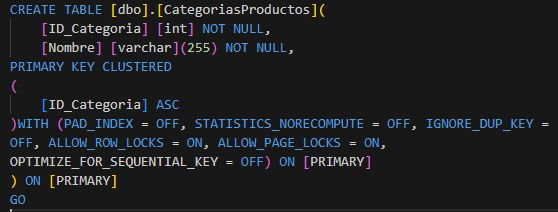 CREATE TABLE [dbo].[CategoriasProductos](
    [ID_Categoria] [int] NOT NULL,
    [Nombre] [varchar](255) NOT NULL,
PRIMARY KEY CLUSTERED
(
    [ID_Categoria] ASC
)WITH (PAD_INDEX = OFF, STATISTICS_NORECOMPUTE = OFF, IGNORE_DUP_KEY =
OFF, ALLOW_ROW_LOCKS = ON, ALLOW_PAGE_LOCKS = ON,
OPTIMIZE_FOR_SEQUENTIAL_KEY = OFF) ON [PRIMARY]
) ON [PRIMARY]
GO